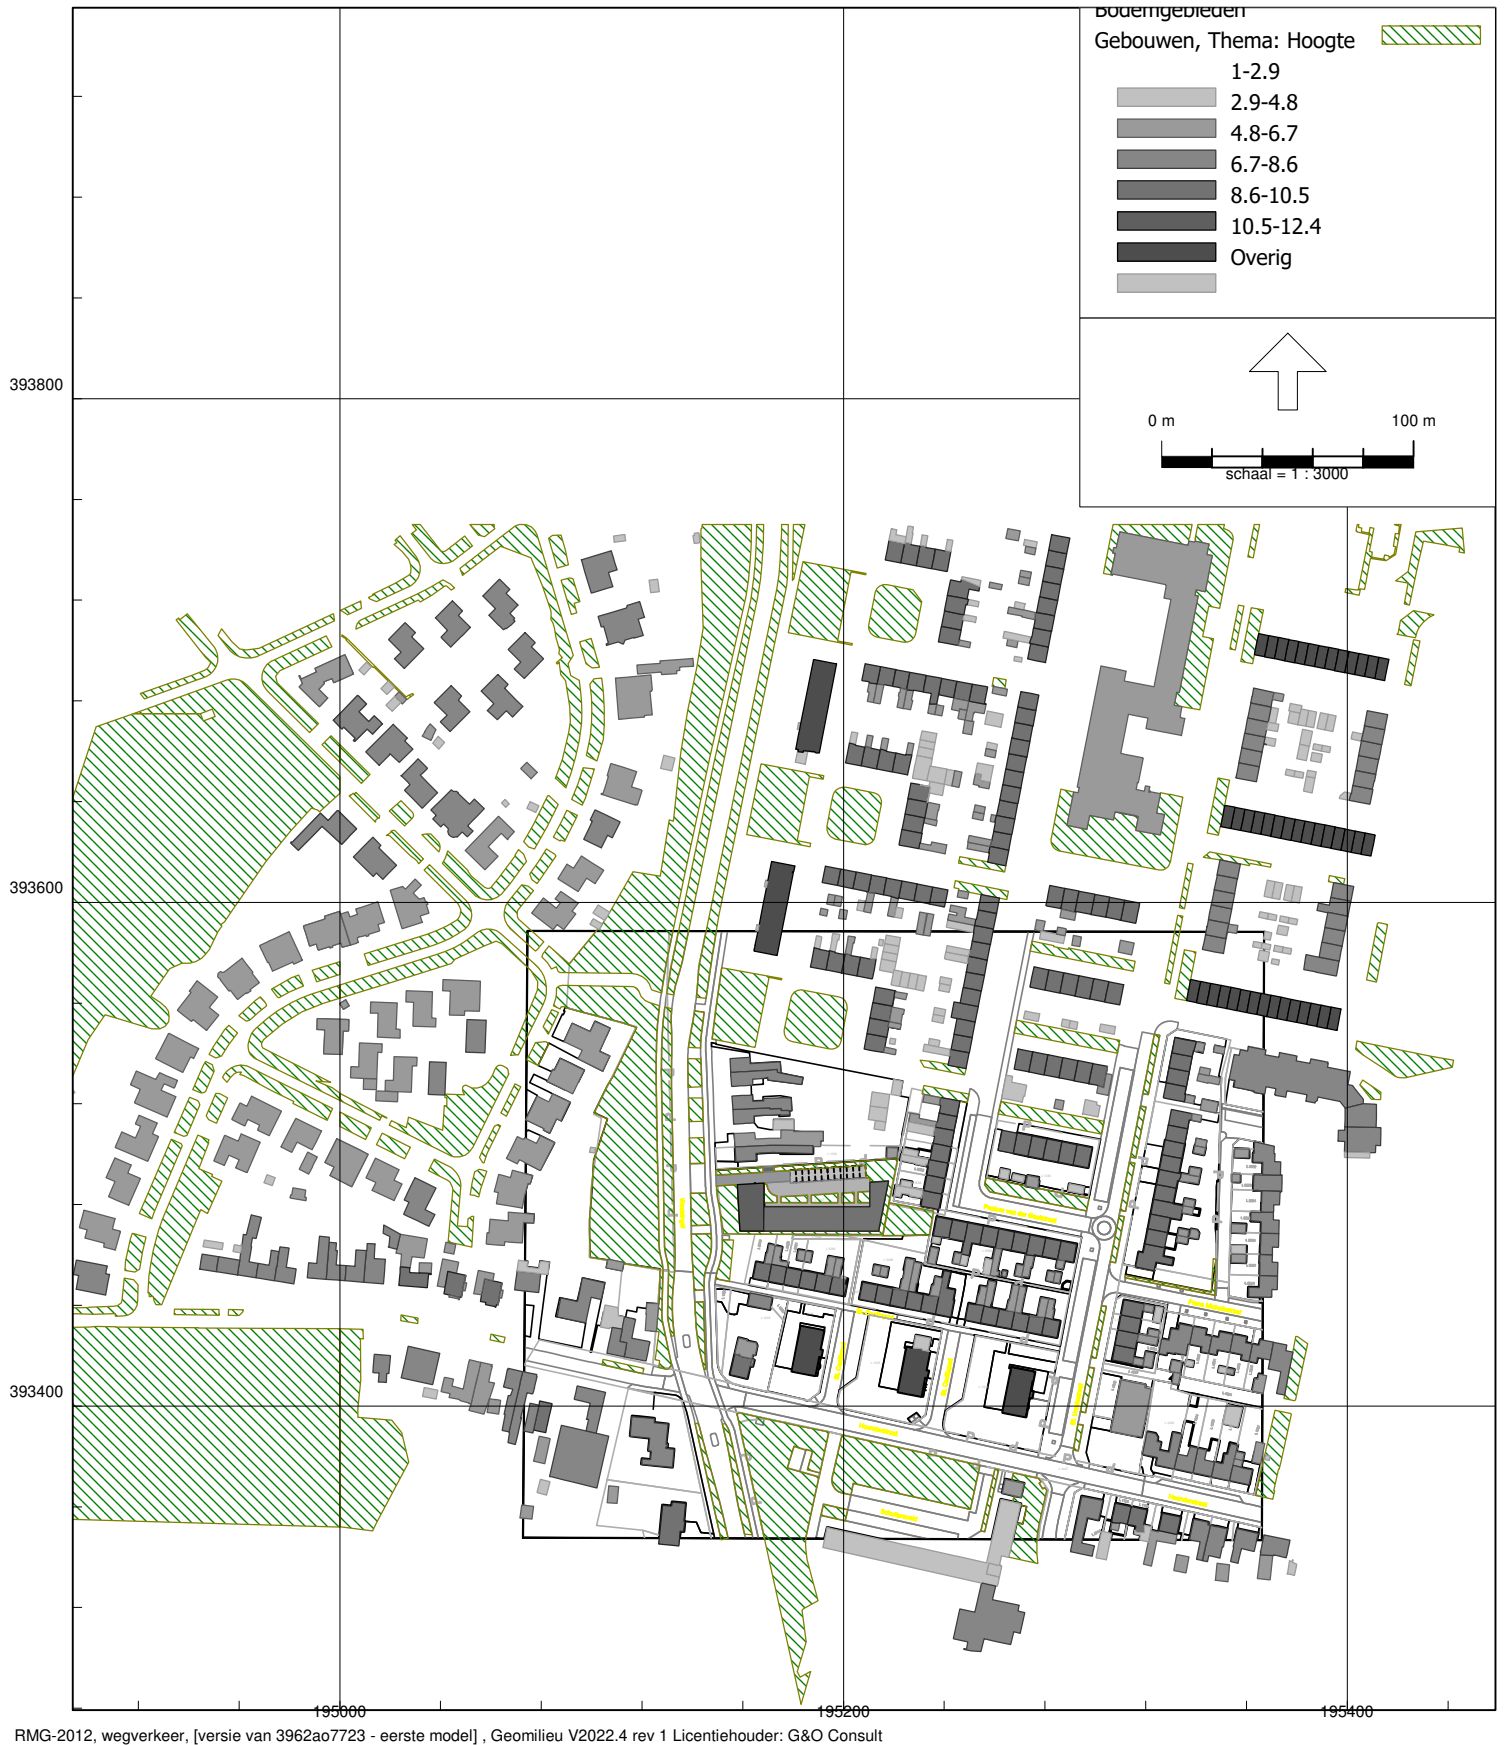 Bodemgebieden
Gebouwen, Thema: Hoogte
1-2.9
2.9-4.8
4.8-6.7
6.7-8.6
8.6-10.5
10.5-12.4
Overig
0 m
100 m
schaal = 1 : 3000
393800
393600
393400
195000
195200
195400
RMG-2012, wegverkeer, [versie van 3962ao7723 - eerste model] , Geomilieu V2022.4 rev 1 Licentiehouder: G&O Consult